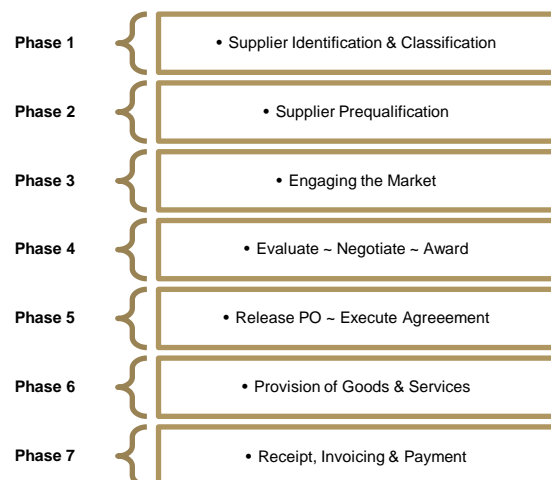 Phase 1
• Supplier Identification & Classification
Phase 2
• Supplier Prequalification
Phase 3
• Engaging the Market
Phase 4
• Evaluate ~ Negotiate ~ Award
Phase 5
• Release PO ~ Execute Agreeement
Phase 6
• Provision of Goods & Services
Phase 7
• Receipt, Invoicing & Payment